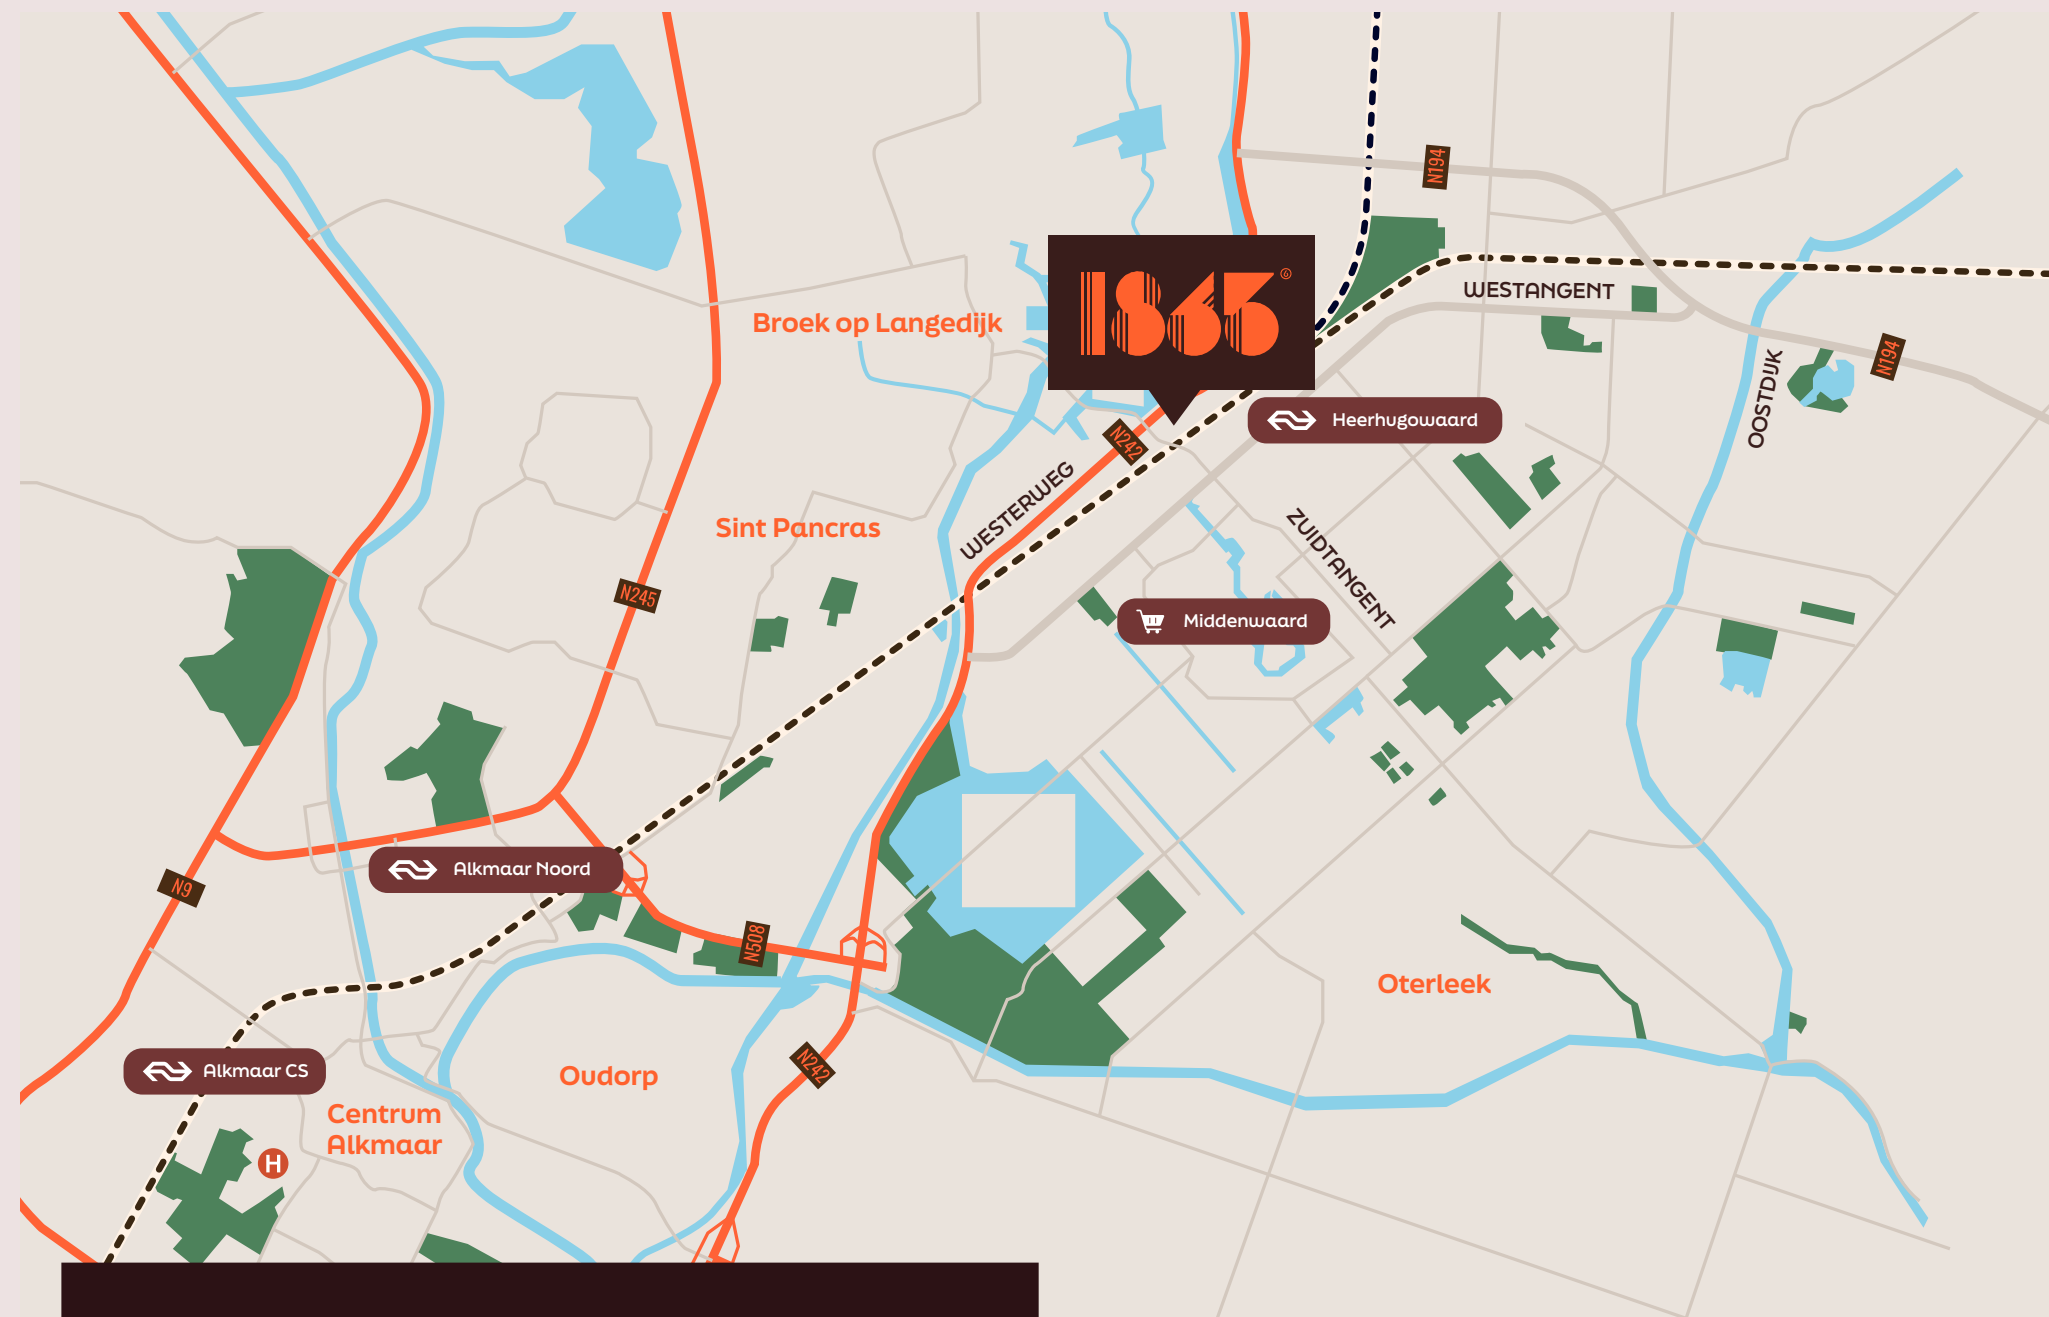 N194
1865
WESTANGENT
Broek op Langedijk
N194
OOSTDIJK
Heerhugowaard
N242
WESTERWEG
Sint Pancras
ZUIDTANGENT
N245
Middenwaard
Alkmaar Noord
N9
N508
Oterleek
Alkmaar CS
Oudorp
N242
Centrum
Alkmaar
H